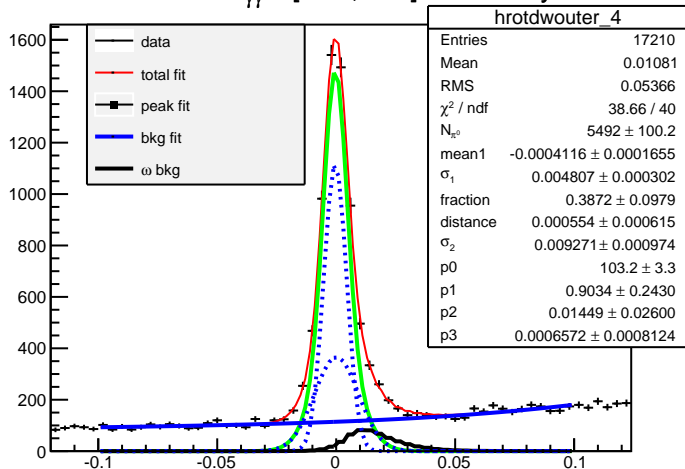 hrotdwouter_4
Entries 17210
Mean 0.01081
RMS 0.05366
χ² / ndf 38.66 / 40
N_π⁰ 5492 ± 100.2
mean1 -0.0004116 ± 0.0001655
σ₁ 0.004807 ± 0.000302
fraction 0.3872 ± 0.0979
distance 0.000554 ± 0.000615
σ₂ 0.009271 ± 0.000974
p0 103.2 ± 3.3
p1 0.9034 ± 0.2430
p2 0.01449 ± 0.02600
p3 0.0006572 ± 0.0008124
data
total fit
peak fit
bkg fit
ω bkg
1600
1400
1200
1000
800
600
400
200
0
-0.1 -0.05 0 0.05 0.1